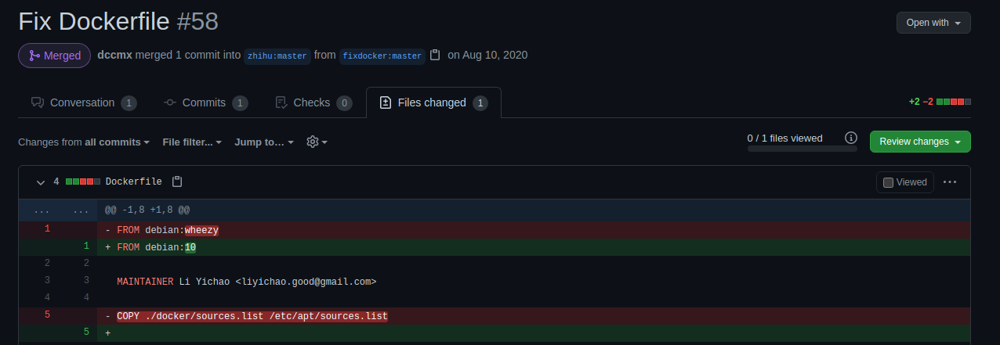 Fix Dockerfile #58
Open with
Merged dccmx merged 1 commit into zhihu:master from fixdocker:master on Aug 10, 2020
Conversation 1 Commits 1 Checks 0 Files changed 1 +2 −2
Changes from all commits File filter... Jump to… 0 / 1 files viewed Review changes
4 Dockerfile Viewed ...
... ... @@ -1,8 +1,8 @@
1 - FROM debian:wheezy
1 + FROM debian:10
2 2
3 3 MAINTAINER Li Yichao <liyichao.good@gmail.com>
4 4
5 - COPY ./docker/sources.list /etc/apt/sources.list
5 +